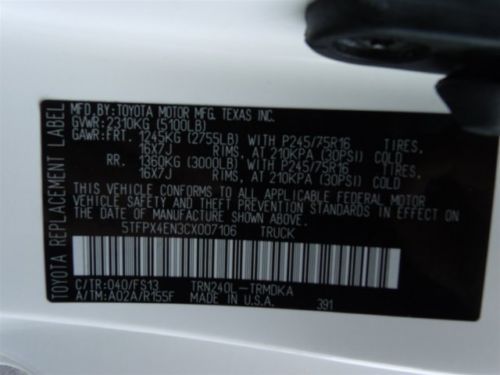 TOYOTA REPLACEMENT LABEL
MFD.BY: TOYOTA MOTOR MFG. TEXAS INC.
GVWR: 2310KG (5100LB)
GAWR: FRT. 1245KG (2755LB) WITH P245/75R16 TIRES.
16X7J RIMS, AT 210KPA (30PSI) COLD
RR. 1360KG (3000LB) WITH P245/75R16 TIRES.
16X7J RIMS, AT 210KPA (30PSI) COLD
THIS VEHICLE CONFORMS TO ALL APPLICABLE FEDERAL MOTOR
VEHICLE SAFETY AND THEFT PREVENTION STANDARDS IN EFFECT
ON THE DATE OF MANUFACTURE SHOWN ABOVE.
5TFPX4EN3CX007106 TRUCK
C/TR:040/FS13 TRN240L-TRMDKA
A/TM:A02A/R155F MADE IN U.S.A. 391